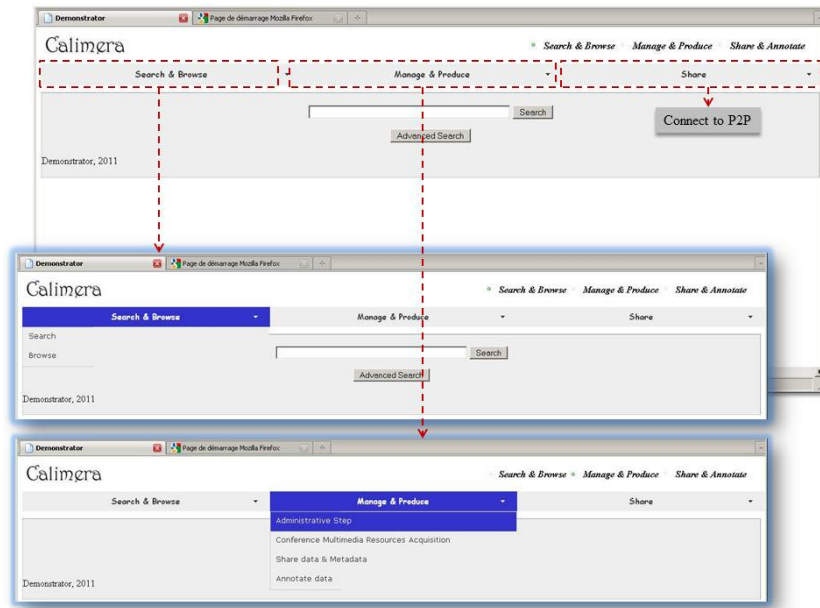 Demonstrator Page de démarrage Mozilla Firefox
Calimera
Search & Browse Manage & Produce Share & Annotate
Search & Browse Manage & Produce Share
Search
Connect to P2P
Advanced Search
Demonstrator, 2011
Demonstrator Page de démarrage Mozilla Firefox
Calimera
Search & Browse Manage & Produce Share & Annotate
Search & Browse Manage & Produce Share
Search
Browse
Search
Advanced Search
Demonstrator, 2011
Demonstrator Page de démarrage Mozilla Firefox
Calimera
Search & Browse Manage & Produce Share & Annotate
Search & Browse Manage & Produce Share
Administrative Step
Conference Multimedia Resources Acquisition
Share data & Metadata
Annotate data
Demonstrator, 2011